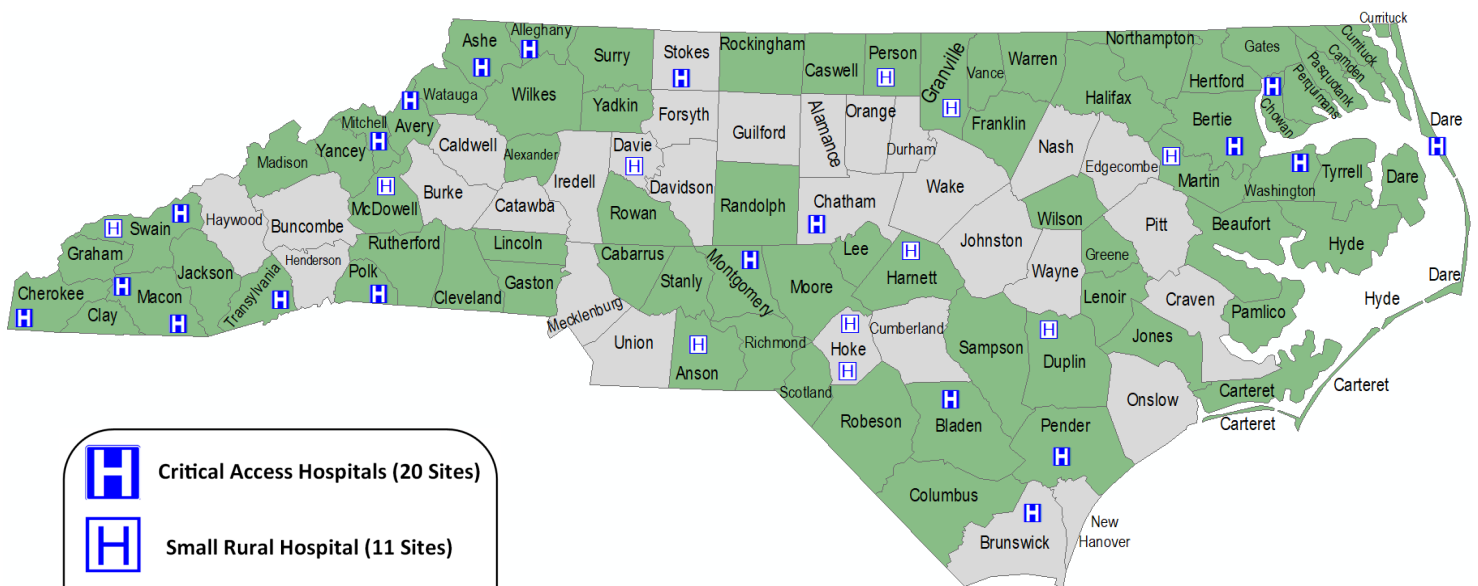 Currituck
Alleghany
Ashe
Surry
Stokes
Rockingham
Caswell
Person
Granville
Vance
Warren
Northampton
Gates
Currituck
Camden
Pasquotank
Perquimans
Hertford
Halifax
Watauga
Wilkes
Yadkin
Forsyth
Guilford
Alamance
Orange
Durham
Franklin
Nash
Edgecombe
Bertie
Chowan
Dare
Mitchell
Avery
Yancey
Madison
Caldwell
Alexander
Iredell
Davie
Davidson
Randolph
Chatham
Wake
Martin
Washington
Tyrrell
Dare
McDowell
Burke
Catawba
Rowan
Haywood
Buncombe
Swain
Graham
Jackson
Henderson
Rutherford
Lincoln
Polk
Cleveland
Gaston
Cabarrus
Stanly
Montgomery
Moore
Lee
Harnett
Johnston
Wilson
Greene
Wayne
Pitt
Beaufort
Hyde
Cherokee
Macon
Clay
Transylvania
Mecklenburg
Union
Anson
Richmond
Scotland
Hoke
Cumberland
Sampson
Duplin
Lenoir
Jones
Craven
Pamlico
Hyde
Dare
Carteret
Carteret
Carteret
Onslow
Robeson
Bladen
Pender
Columbus
Brunswick
New
Hanover
H Critical Access Hospitals (20 Sites)
H Small Rural Hospital (11 Sites)